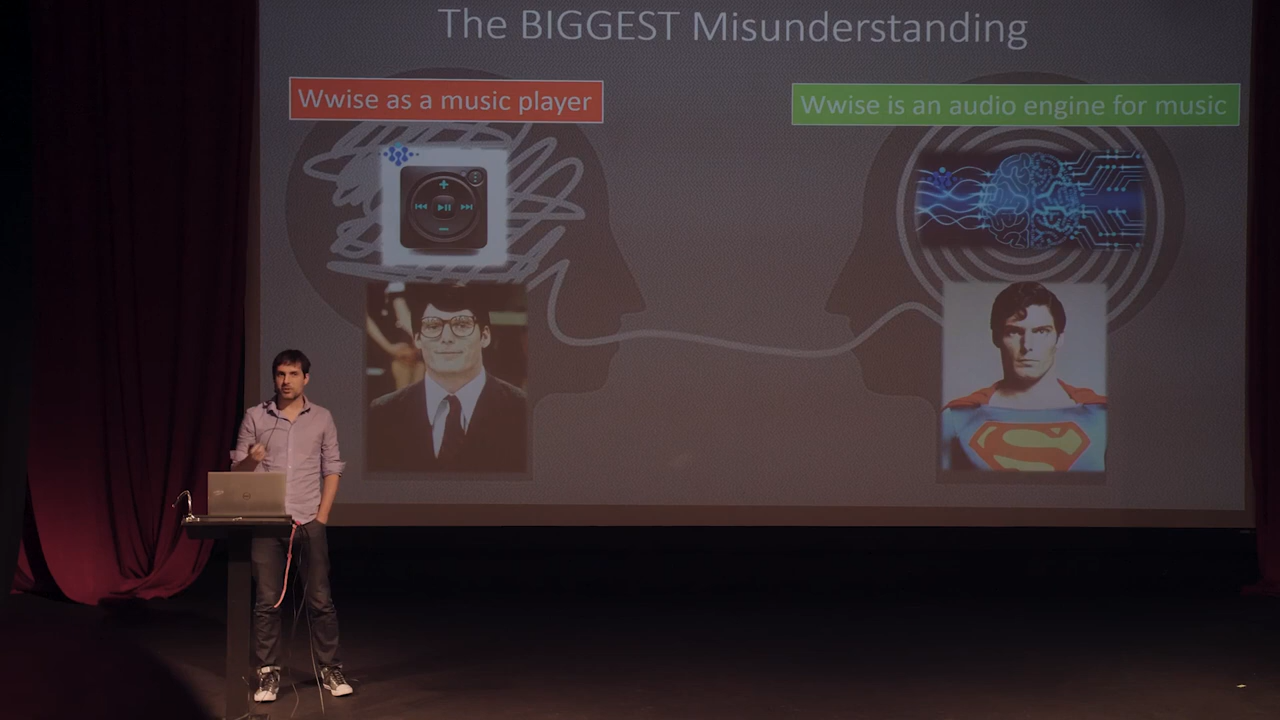 The BIGGEST Misunderstanding
Wwise as a music player
Wwise is an audio engine for music